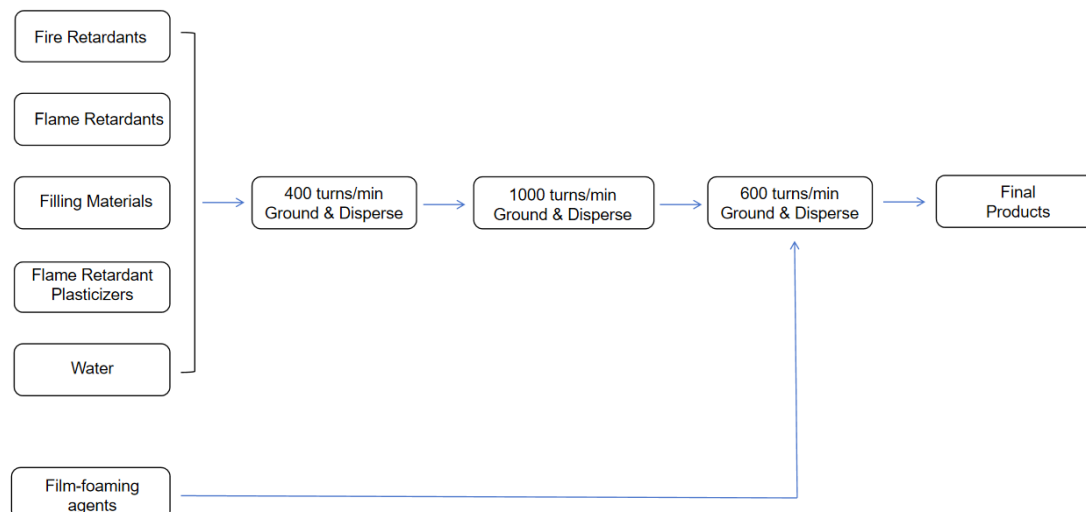 Fire Retardants
Flame Retardants
Filling Materials
Flame Retardant
Plasticizers
Water
Film-foaming
agents
400 turns/min
Ground & Disperse
1000 turns/min
Ground & Disperse
600 turns/min
Ground & Disperse
Final
Products